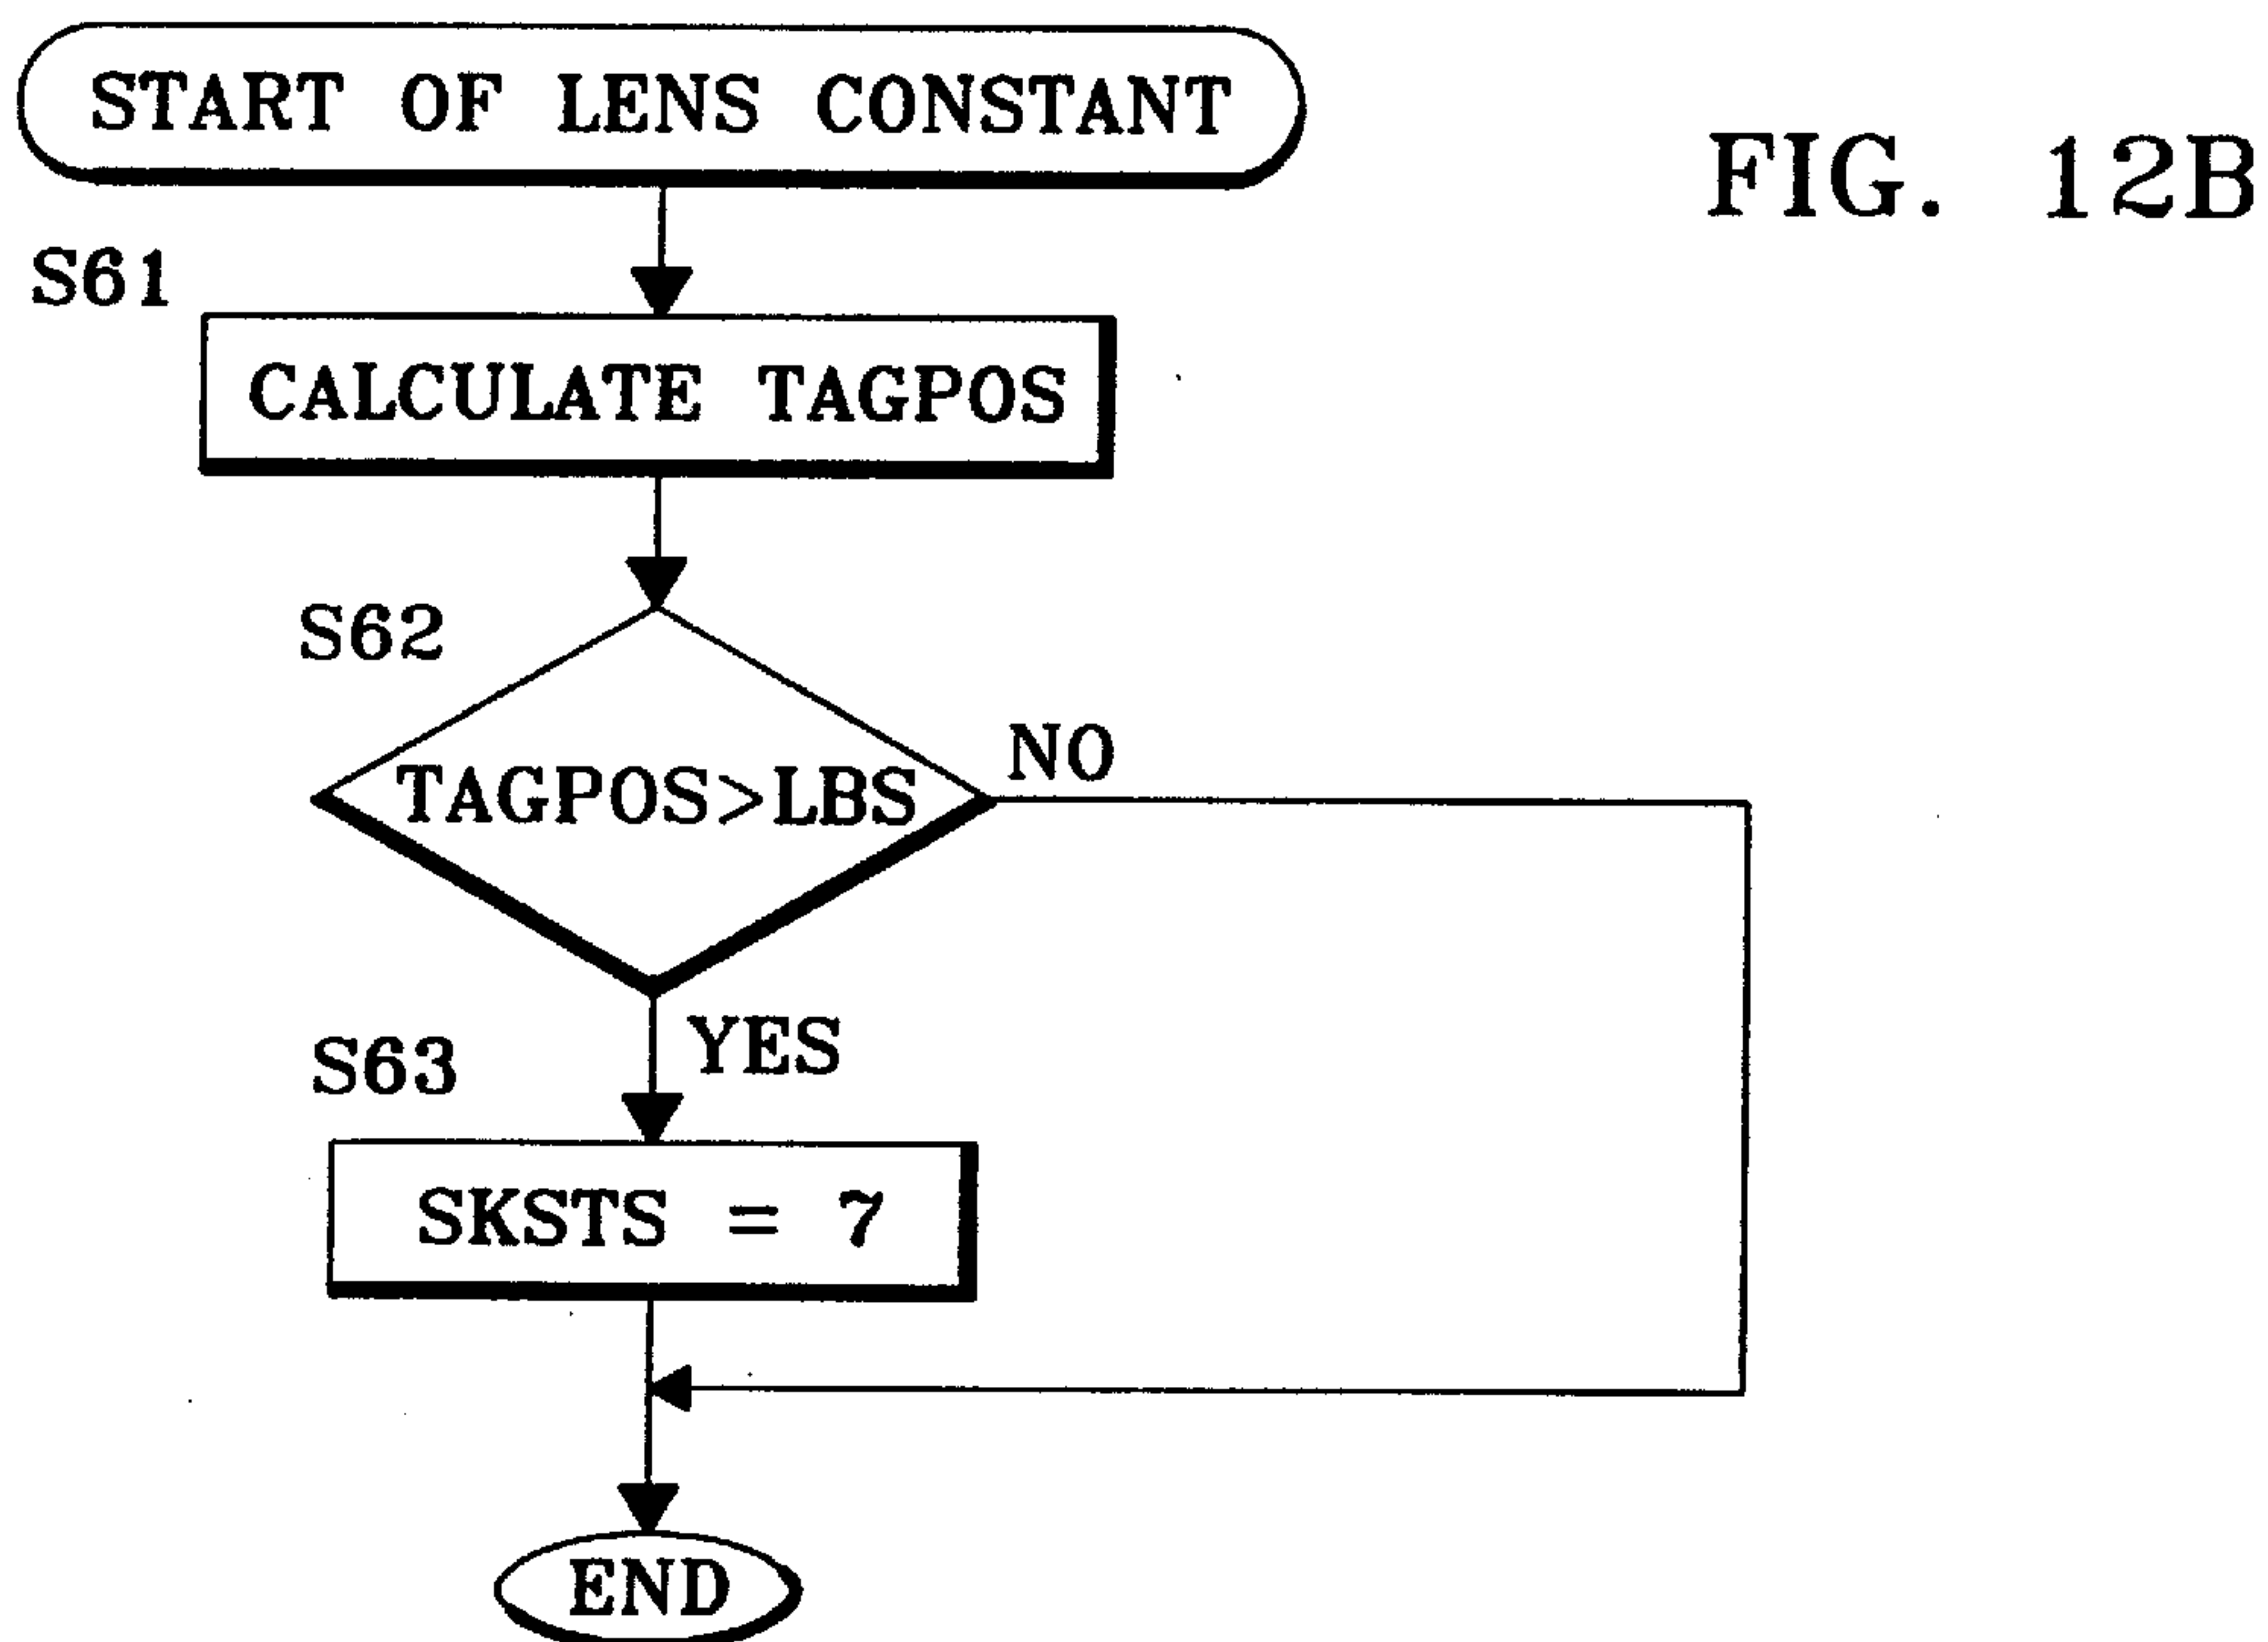 START OF LENS CONSTANT
FIG. 12B
S61
CALCULATE TAGPOS
S62
TAGPOS>LBS
NO
YES
S63
SKSTS = 7
END